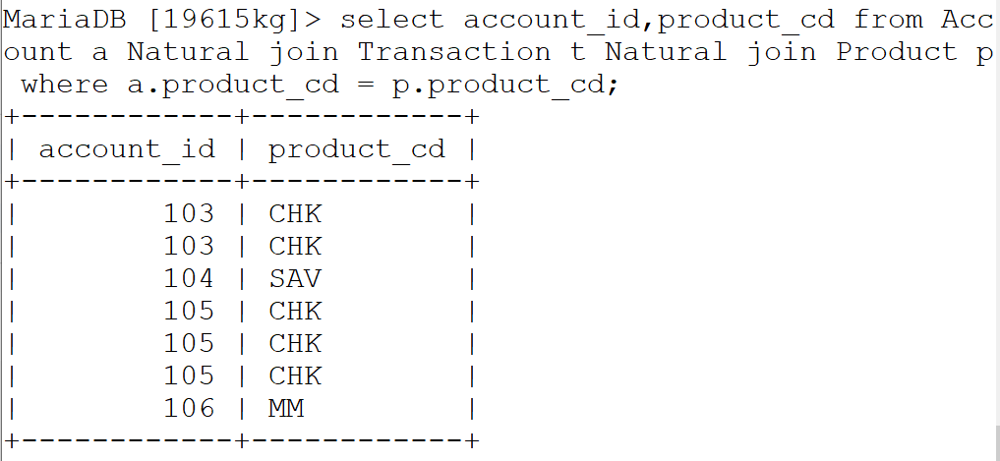 MariaDB [19615kg]> select account_id,product_cd from Acc
ount a Natural join Transaction t Natural join Product p
 where a.product_cd = p.product_cd;
+------------+------------+
| account_id | product_cd |
+------------+------------+
|        103 | CHK        |
|        103 | CHK        |
|        104 | SAV        |
|        105 | CHK        |
|        105 | CHK        |
|        105 | CHK        |
|        106 | MM         |
+------------+------------+